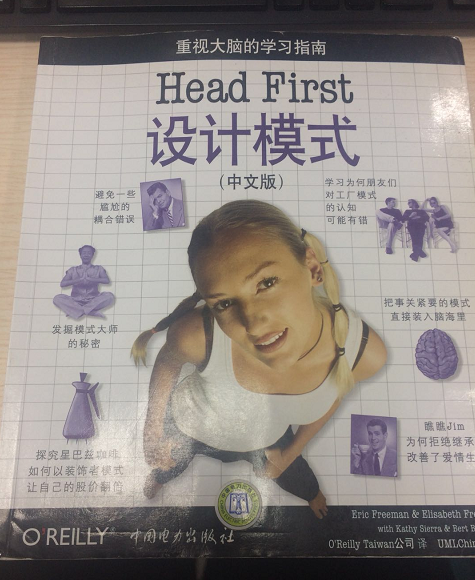 重视大脑的学习指南
Head First
设计模式
(中文版)
避免一些
尴尬的
耦合错误
学习为何朋友们
对工厂模式
的认知
可能有错
发掘模式大师
的秘密
把事关紧要的模式
直接装入脑海里
探究星巴兹咖啡
如何以装饰者模式
让自己的股价翻倍
瞧瞧Jim
为何拒绝继承
改善了爱情生
Eric Freeman & Elisabeth Fr
with Kathy Sierra & Bert B
O'REILLY
中国电力出版社
O'Reilly Taiwan公司 译 UMLChin